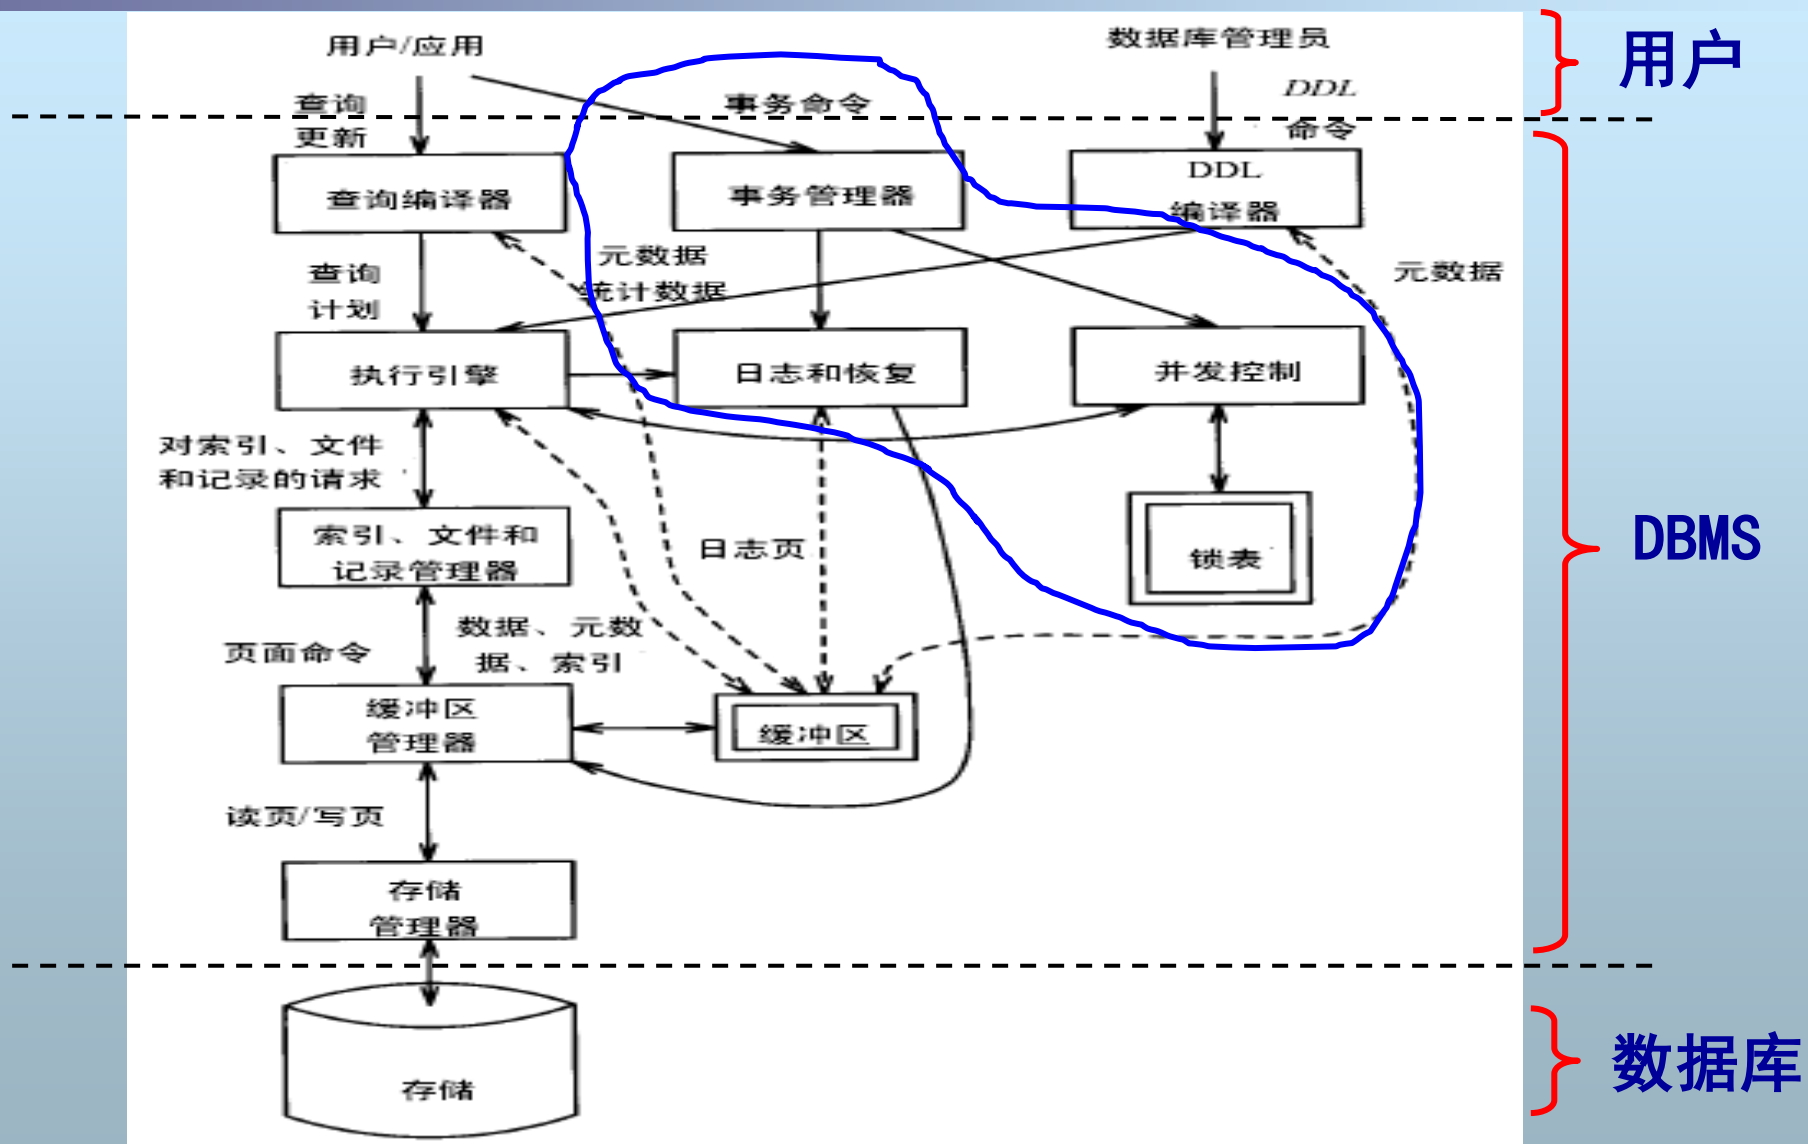 用户/应用
数据库管理员
用户
查询
更新
事务命令
DDL
命令
查询编译器
事务管理器
DDL
编译器
元数据
统计数据
元数据
查询
计划
执行引擎
日志和恢复
并发控制
对索引、文件
和记录的请求
索引、文件和
记录管理器
日志页
锁表
DBMS
页面命令
数据、元数
据、索引
缓冲区
管理器
缓冲区
读页/写页
存储
管理器
存储
数据库